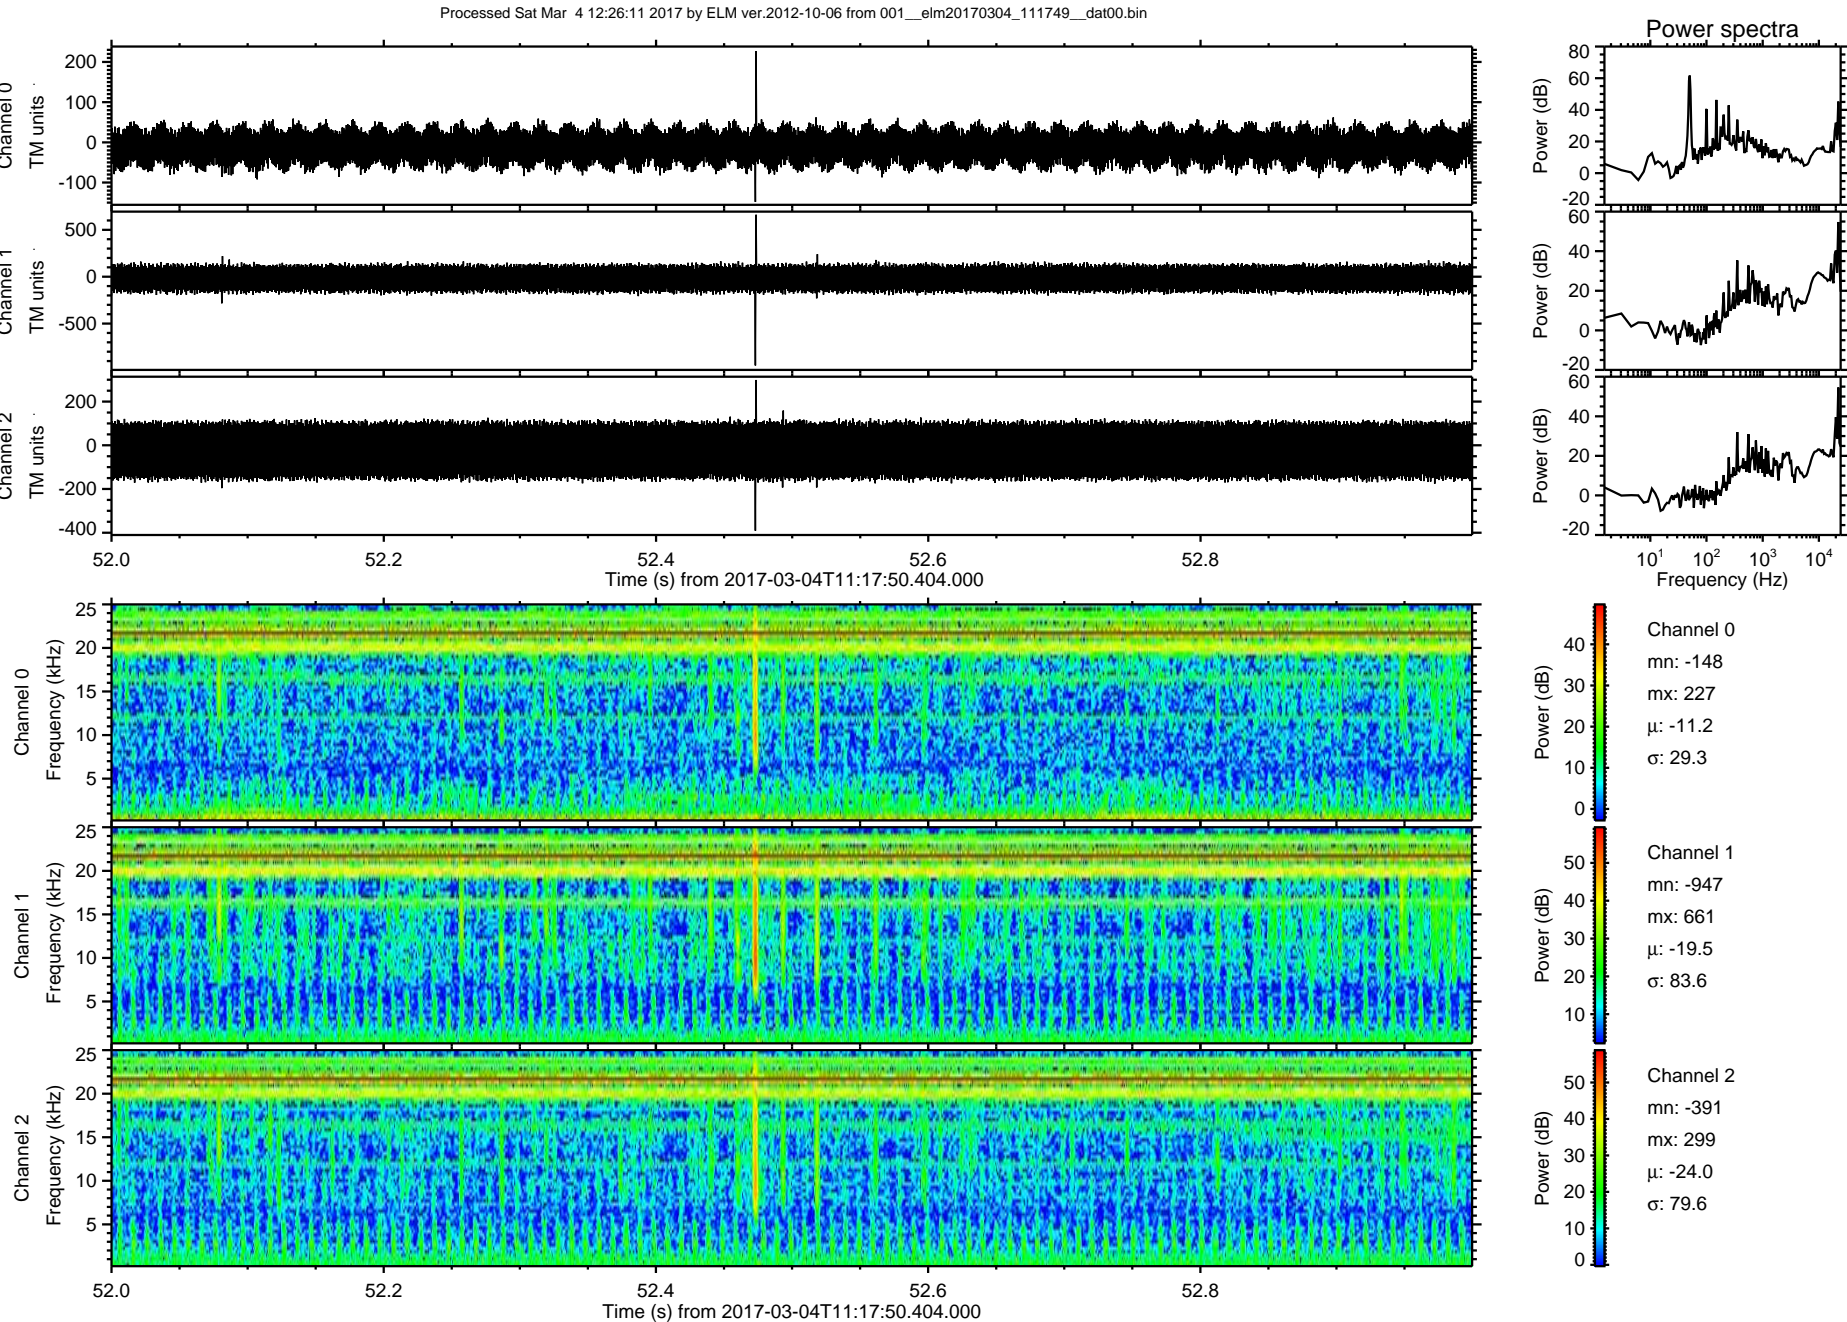 Processed Sat Mar 4 12:26:11 2017 by ELM ver.2012-10-06 from 001__elm20170304_111749__dat00.bin
Power spectra
Channel 0
TM units
200
100
0
-100
Power (dB)
80
60
40
20
0
-20
Channel 1
TM units
500
0
-500
Power (dB)
60
40
20
0
-20
Channel 2
TM units
200
0
-200
-400
Power (dB)
60
40
20
0
-20
52.0 52.2 52.4 52.6 52.8
Time (s) from 2017-03-04T11:17:50.404.000
10¹ 10² 10³ 10⁴
Frequency (Hz)
Channel 0
Frequency (kHz)
25
20
15
10
5
Power (dB)
40
30
20
10
0
Channel 0
mn: -148
mx: 227
μ: -11.2
σ: 29.3
Channel 1
Frequency (kHz)
25
20
15
10
5
Power (dB)
50
40
30
20
10
Channel 1
mn: -947
mx: 661
μ: -19.5
σ: 83.6
Channel 2
Frequency (kHz)
25
20
15
10
5
Power (dB)
50
40
30
20
10
0
Channel 2
mn: -391
mx: 299
μ: -24.0
σ: 79.6
52.0 52.2 52.4 52.6 52.8
Time (s) from 2017-03-04T11:17:50.404.000